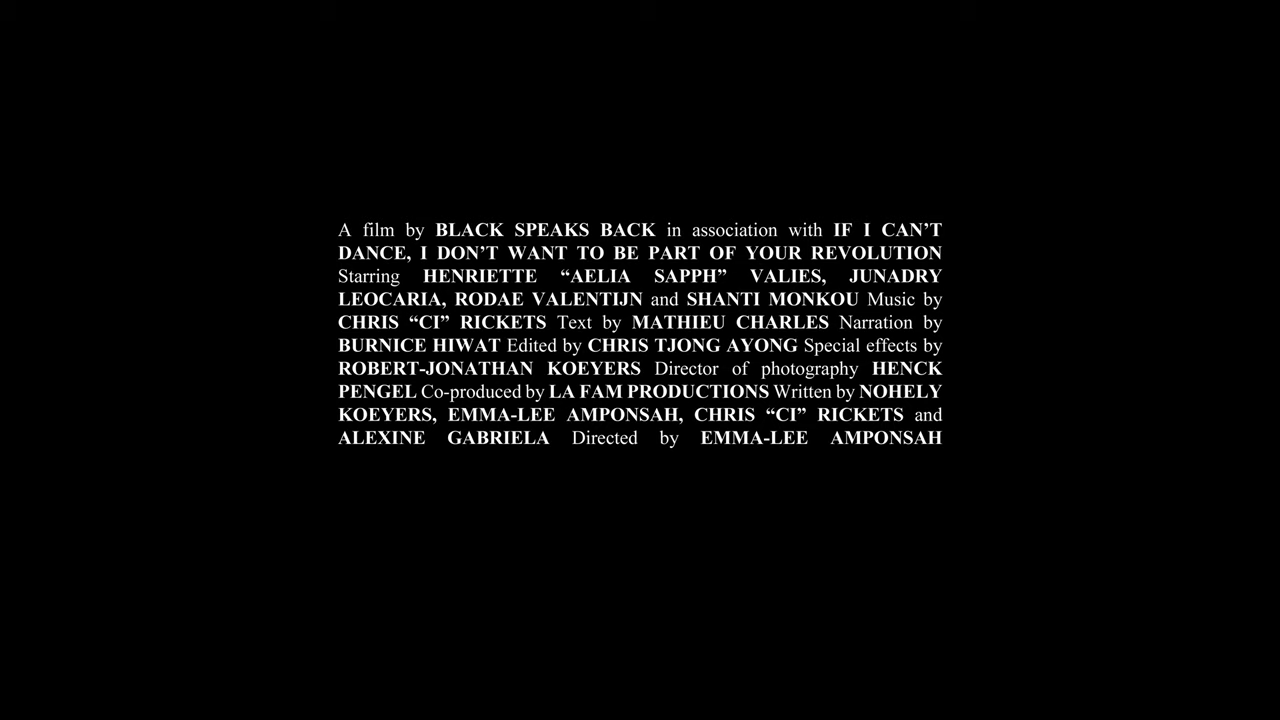 A film by BLACK SPEAKS BACK in association with IF I CAN’T
DANCE, I DON’T WANT TO BE PART OF YOUR REVOLUTION
Starring HENRIETTE “AELIA SAPPH” VALIES, JUNADRY
LEOCARIA, RODAE VALENTIJN and SHANTI MONKOU Music by
CHRIS “CI” RICKETS Text by MATHIEU CHARLES Narration by
BURNICE HIWAT Edited by CHRIS TJONG AYONG Special effects by
ROBERT-JONATHAN KOEYERS Director of photography HENCK
PENGEL Co-produced by LA FAM PRODUCTIONS Written by NOHELY
KOEYERS, EMMA-LEE AMPONSAH, CHRIS “CI” RICKETS and
ALEXINE GABRIELA Directed by EMMA-LEE AMPONSAH